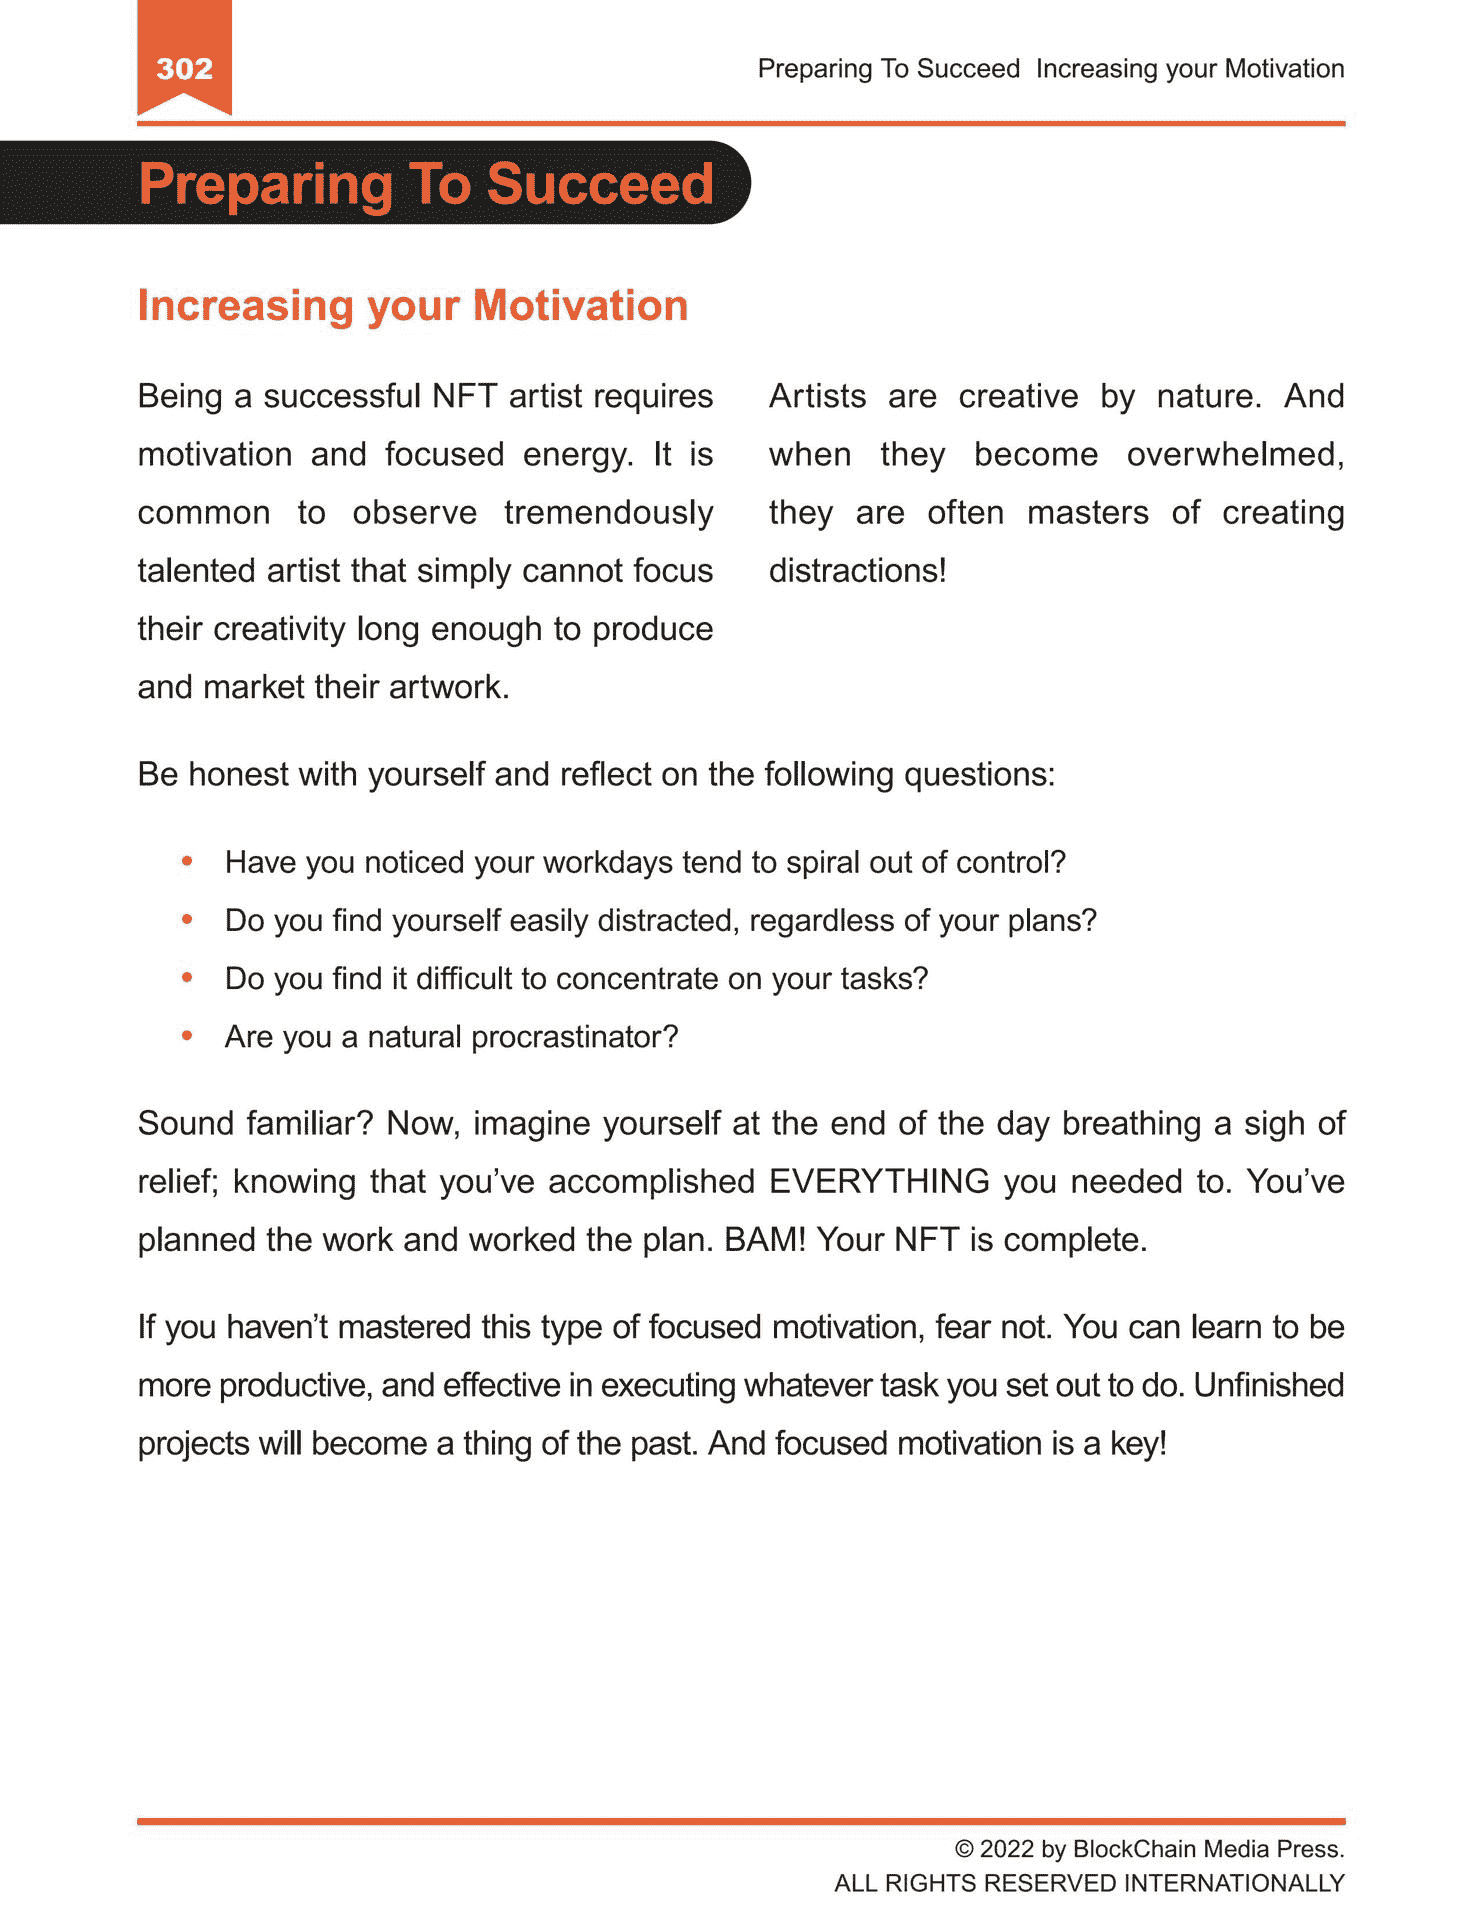 302
Preparing To Succeed  Increasing your Motivation
Preparing To Succeed
Increasing your Motivation
Being a successful NFT artist requires
motivation and focused energy. It is
common to observe tremendously
talented artist that simply cannot focus
their creativity long enough to produce
and market their artwork.
Artists are creative by nature. And
when they become overwhelmed,
they are often masters of creating
distractions!
Be honest with yourself and reflect on the following questions:
• Have you noticed your workdays tend to spiral out of control?
• Do you find yourself easily distracted, regardless of your plans?
• Do you find it difficult to concentrate on your tasks?
• Are you a natural procrastinator?
Sound familiar? Now, imagine yourself at the end of the day breathing a sigh of
relief; knowing that you’ve accomplished EVERYTHING you needed to. You’ve
planned the work and worked the plan. BAM! Your NFT is complete.
If you haven’t mastered this type of focused motivation, fear not. You can learn to be
more productive, and effective in executing whatever task you set out to do. Unfinished
projects will become a thing of the past. And focused motivation is a key!
© 2022 by BlockChain Media Press.
ALL RIGHTS RESERVED INTERNATIONALLY